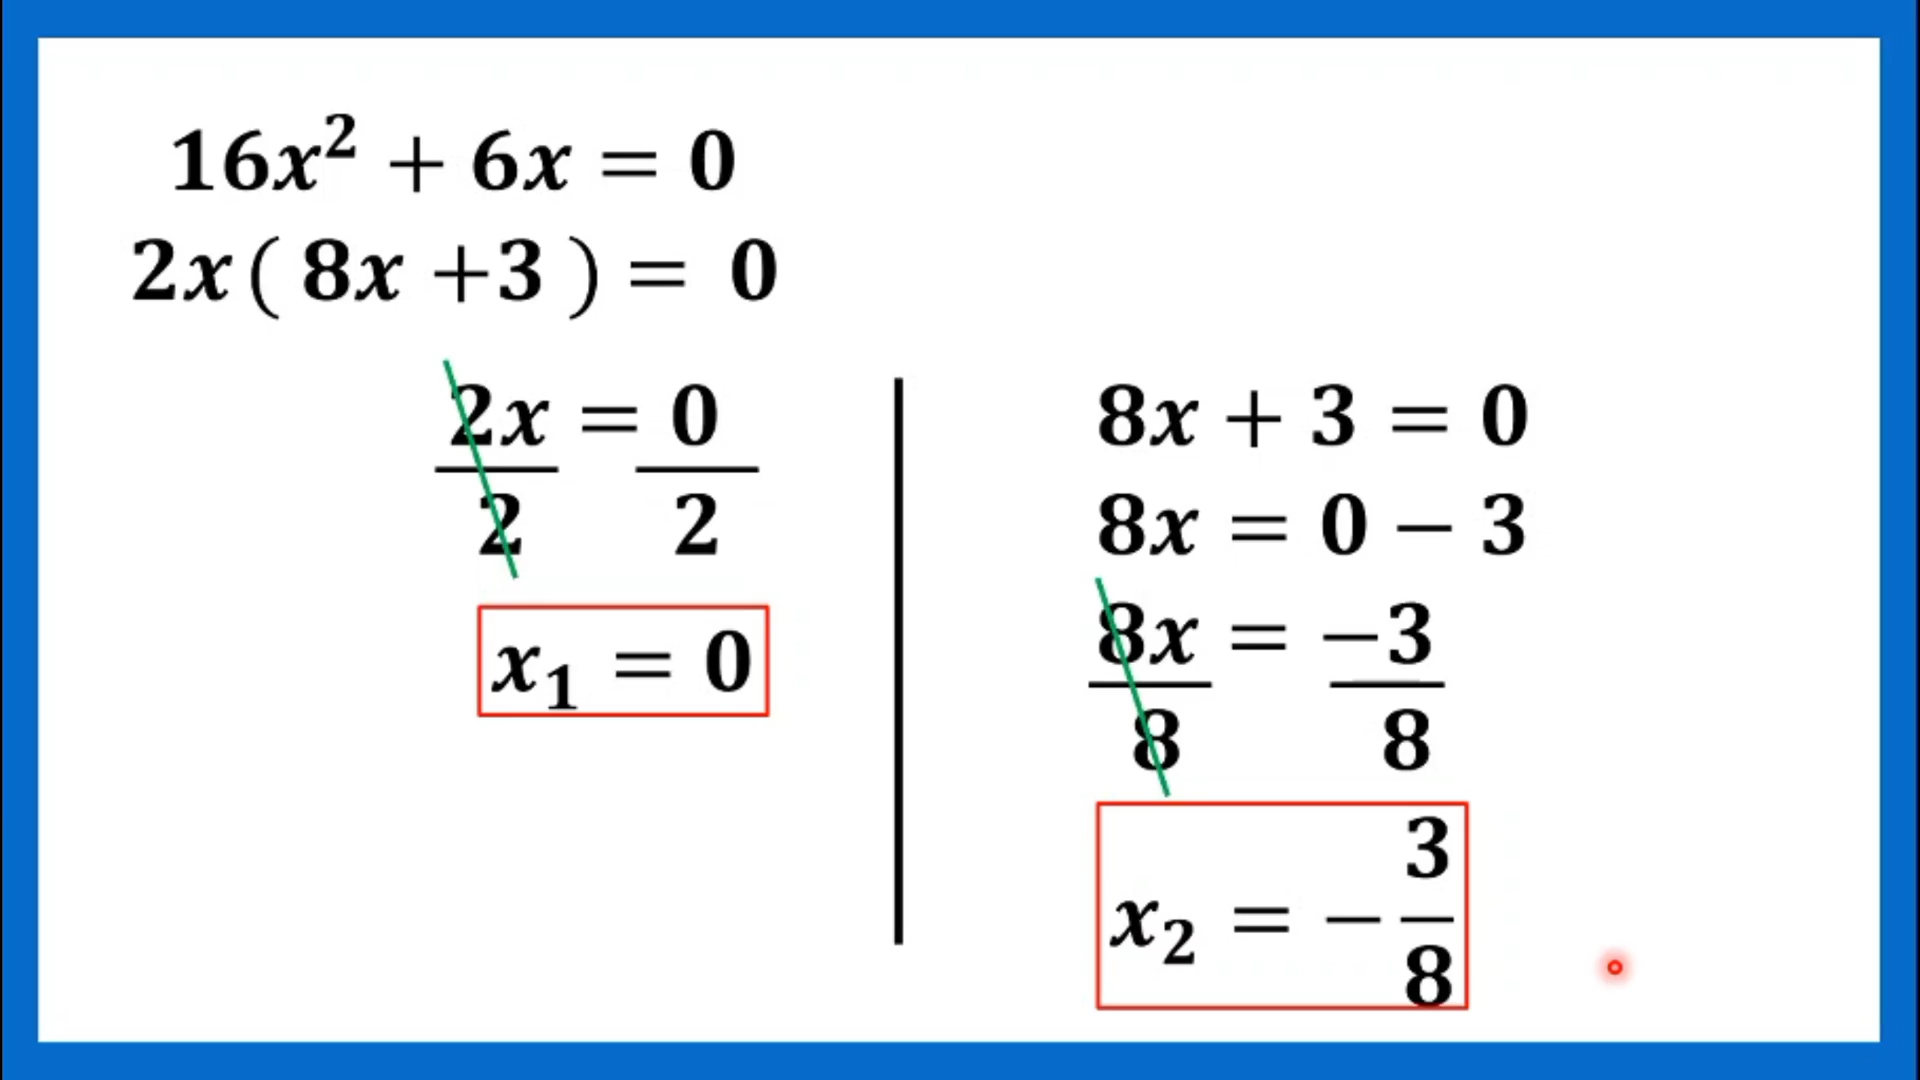 16x² + 6x = 0
2x ( 8x +3 ) = 0
2x = 0
2 2
x₁ = 0
8x + 3 = 0
8x = 0 − 3
8x = −3
8 8
x₂ = −3/8